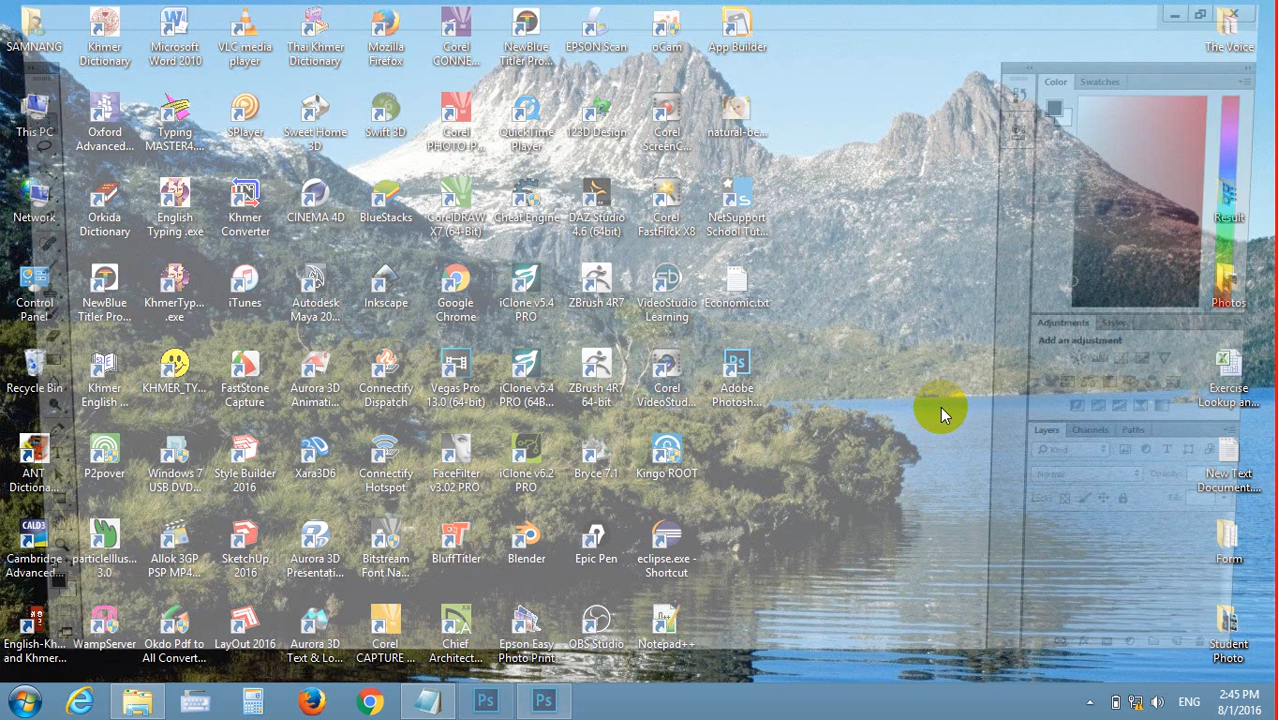 SAMNANG
Khmer
Dictionary
Microsoft
Word 2010
VLC media
player
Thai Khmer
Dictionary
Mozilla
Firefox
Corel
CONNE...
NewBlue
Titler Pro...
EPSON Scan
oCam
App Builder
The Voice
This PC
Oxford
Advanced...
Typing
MASTER4....
SPlayer
Sweet Home
3D
Swift 3D
Corel
PHOTO-P...
QuickTime
Player
123D Design
Corel
ScreenC...
natural-be...
Color
Swatches
Network
Orkida
Dictionary
English
Typing .exe
Khmer
Converter
CINEMA 4D
BlueStacks
CorelDRAW
X7 (64-Bit)
Cheat Engine
DAZ Studio
4.6 (64bit)
Corel
FastFlick X8
NetSupport
School Tut...
Result
Control
Panel
NewBlue
Titler Pro...
KhmerTyp...
.exe
iTunes
Autodesk
Maya 20...
Inkscape
Google
Chrome
iClone v5.4
PRO
ZBrush 4R7
VideoStudio
Learning
Economic.txt
Photos
Adjustments
Styles
Add an adjustment
Recycle Bin
Khmer
English ...
KHMER_TY...
FastStone
Capture
Aurora 3D
Animati...
Connectify
Dispatch
Vegas Pro
13.0 (64-bit)
iClone v5.4
PRO (64B...
ZBrush 4R7
64-bit
Corel
VideoStud...
Ps
Adobe
Photosh...
Exercise
Lookup an...
Layers
Channels
Paths
Kind
Normal
ANT
Dictiona...
P2pover
Windows 7
USB DVD...
Style Builder
2016
Xara3D6
Connectify
Hotspot
FaceFilter
v3.02 PRO
iClone v6.2
PRO
Bryce 7.1
Kingo ROOT
New Text
Document....
CALD3
Cambridge
Advanced...
particleIllus...
3.0
Allok 3GP
PSP MP4...
SketchUp
2016
Aurora 3D
Presentati...
Bitstream
Font Na...
BluffTitler
Blender
Epic Pen
eclipse.exe -
Shortcut
Form
English-Kh...
and Khmer...
WampServer
Okdo Pdf to
All Convert...
LayOut 2016
Aurora 3D
Text & Lo...
Corel
CAPTURE ...
Chief
Architect...
Epson Easy
Photo Print
OBS Studio
Notepad++
Student
Photo
Ps
Ps
ENG
2:45 PM
8/1/2016